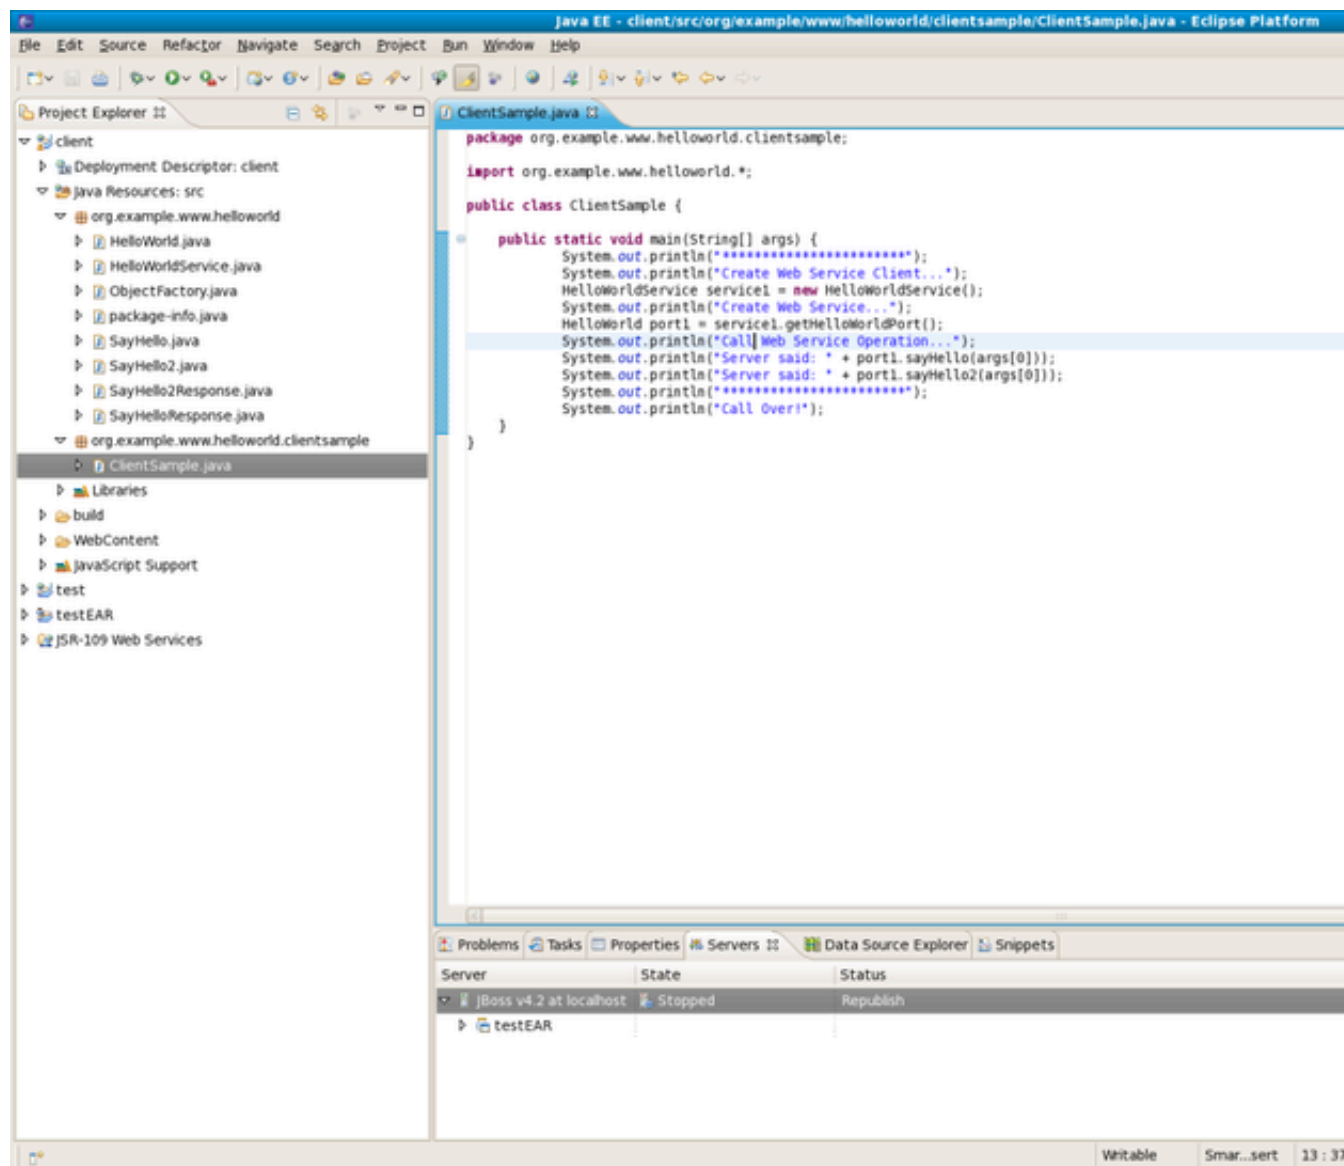 Java EE - client/src/org/example/www/helloworld/clientsample/ClientSample.java - Eclipse Platform
File Edit Source Refactor Navigate Search Project Run Window Help
Project Explorer
client
Deployment Descriptor: client
Java Resources: src
org.example.www.helloworld
HelloWorld.java
HelloWorldService.java
ObjectFactory.java
package-info.java
SayHello.java
SayHello2.java
SayHello2Response.java
SayHelloResponse.java
org.example.www.helloworld.clientsample
ClientSample.java
Libraries
build
WebContent
JavaScript Support
test
testEAR
JSR-109 Web Services
ClientSample.java
package org.example.www.helloworld.clientsample;
import org.example.www.helloworld.*;
public class ClientSample {
public static void main(String[] args) {
System.out.println("***********************");
System.out.println("Create Web Service Client...");
HelloWorldService service1 = new HelloWorldService();
System.out.println("Create Web Service...");
HelloWorld port1 = service1.getHelloWorldPort();
System.out.println("Call Web Service Operation...");
System.out.println("Server said: " + port1.sayHello(args[0]));
System.out.println("Server said: " + port1.sayHello2(args[0]));
System.out.println("***********************");
System.out.println("Call Over!");
}
}
Problems Tasks Properties Servers Data Source Explorer Snippets
Server State Status
JBoss v4.2 at localhost Stopped Republish
testEAR
Writable Smar...sert 13 : 37